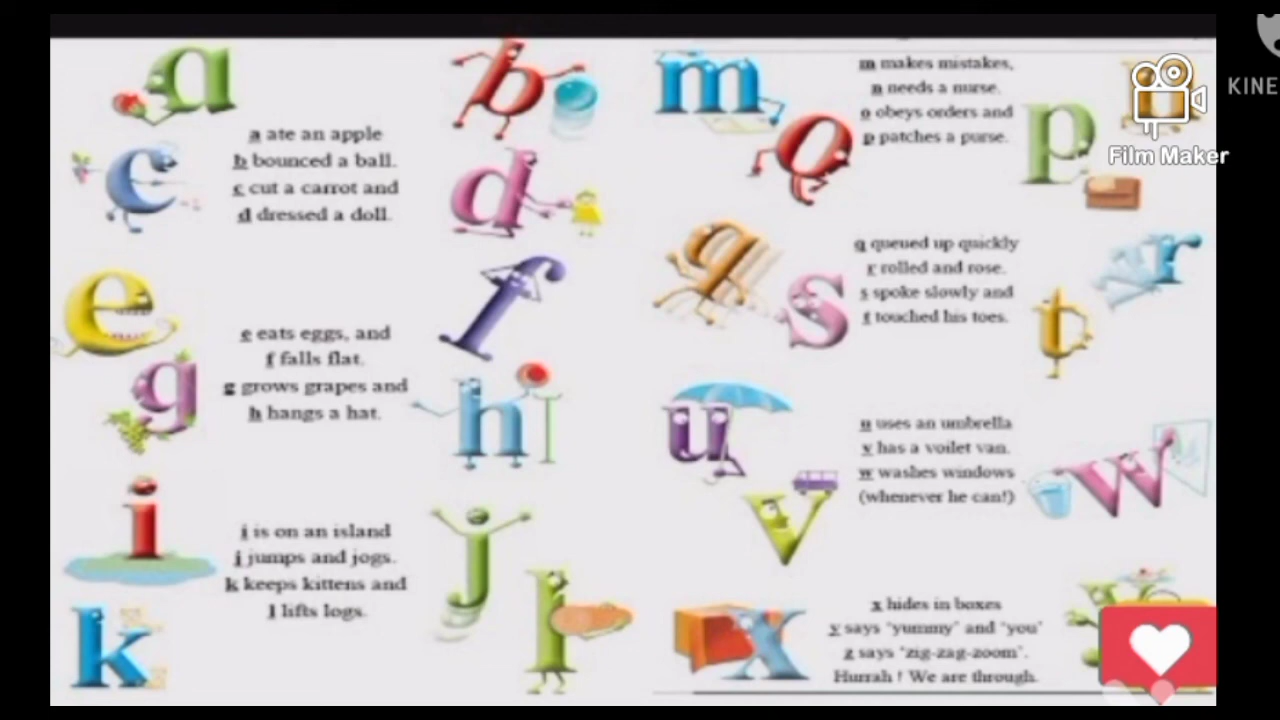 a ate an apple
b bounced a ball.
c cut a carrot and
d dressed a doll.
e eats eggs, and
f falls flat.
g grows grapes and
h hangs a hat.
i is on an island
j jumps and jogs.
k keeps kittens and
l lifts logs.
m makes mistakes,
n needs a nurse.
o obeys orders and
p patches a purse.
q queued up quickly
r rolled and rose.
s spoke slowly and
t touched his toes.
u uses an umbrella
v has a voilet van.
w washes windows
(whenever he can!)
x hides in boxes
y says "yummy" and "you"
z says "zig-zag-zoom".
Hurrah ! We are through.
Film Maker
KINE